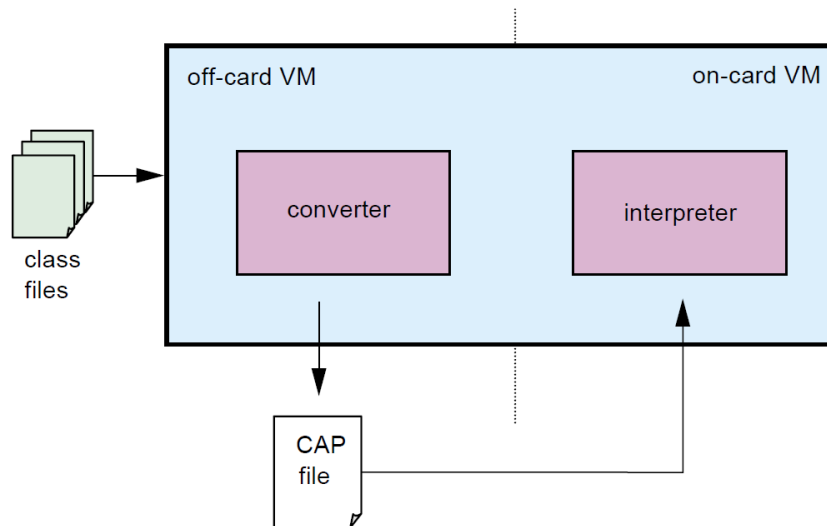 off-card VM
on-card VM
converter
interpreter
class
files
CAP
file